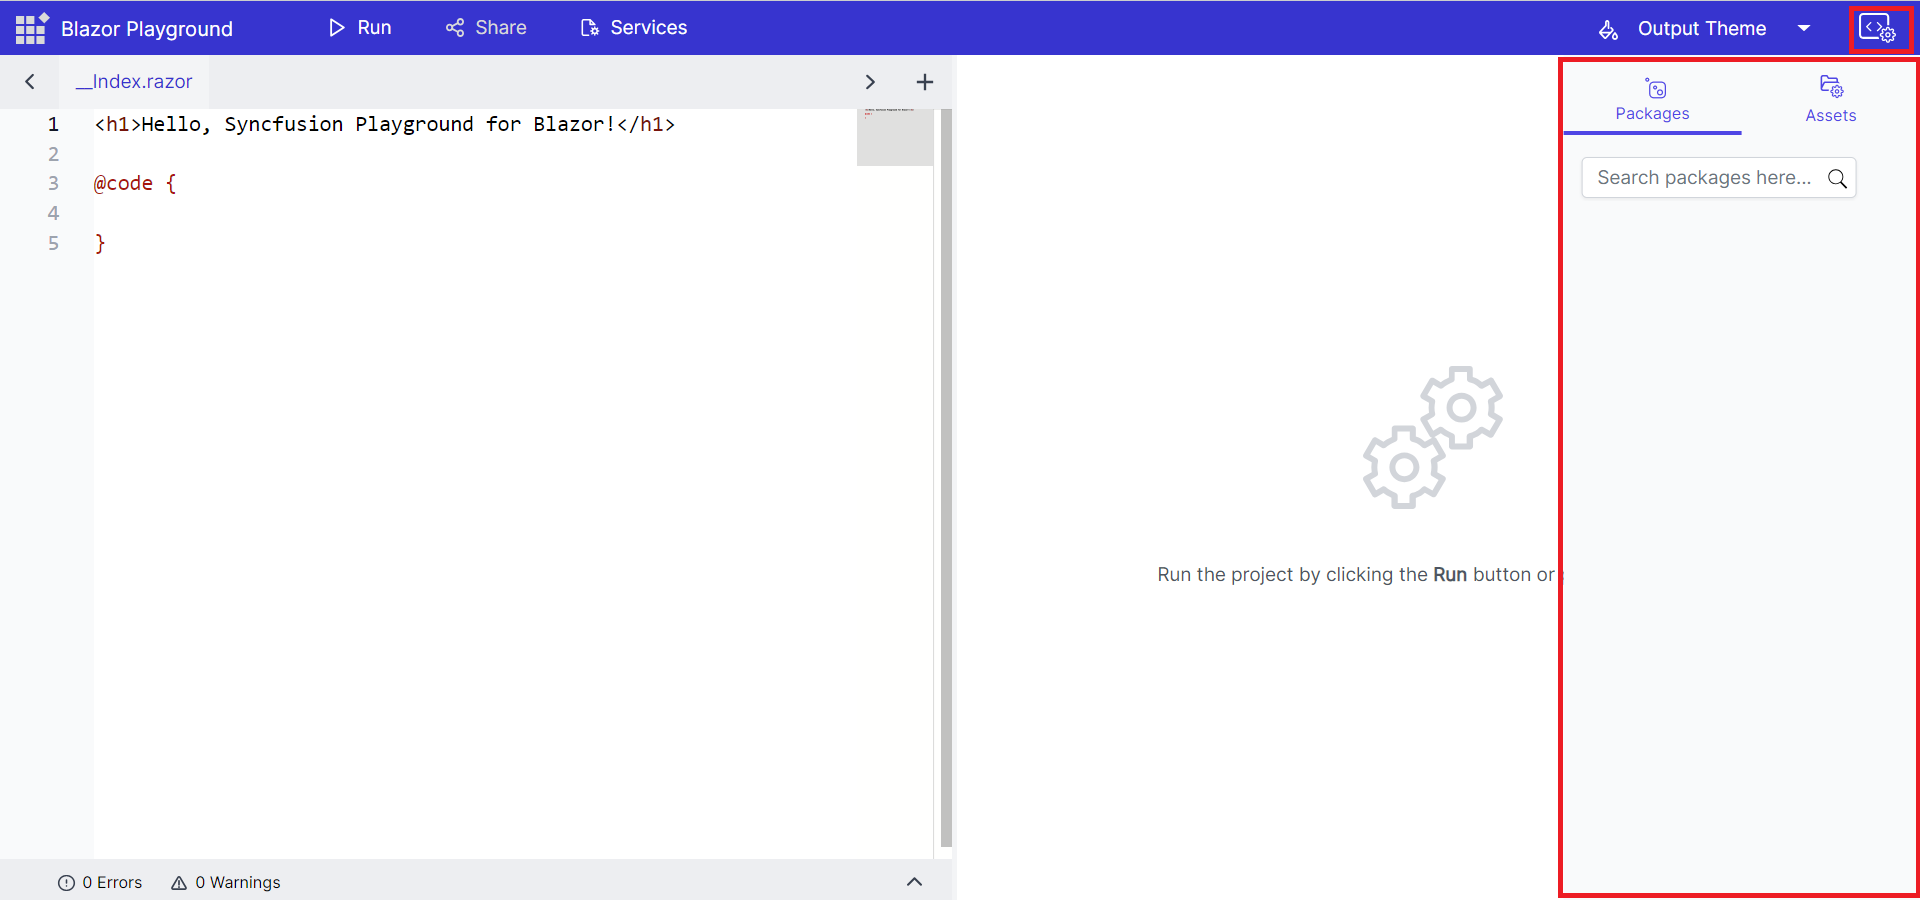 Blazor Playground
Run
Share
Services
Output Theme
__Index.razor
1 <h1>Hello, Syncfusion Playground for Blazor!</h1>
2
3 @code {
4
5 }
Packages
Assets
Search packages here...
Run the project by clicking the Run button or
0 Errors
0 Warnings